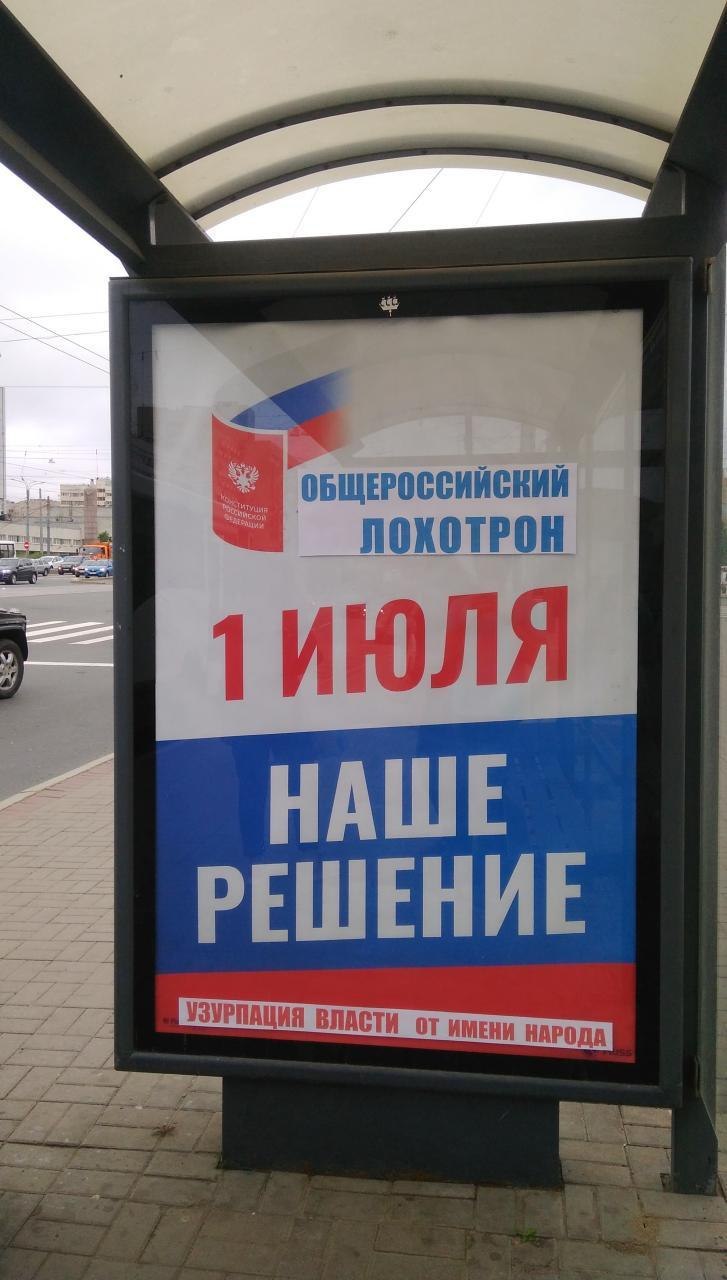 КОНСТИТУЦИЯ
РОССИЙСКОЙ
ФЕДЕРАЦИИ
ОБЩЕРОССИЙСКИЙ
ЛОХОТРОН
1 ИЮЛЯ
НАШЕ
РЕШЕНИЕ
УЗУРПАЦИЯ ВЛАСТИ ОТ ИМЕНИ НАРОДА